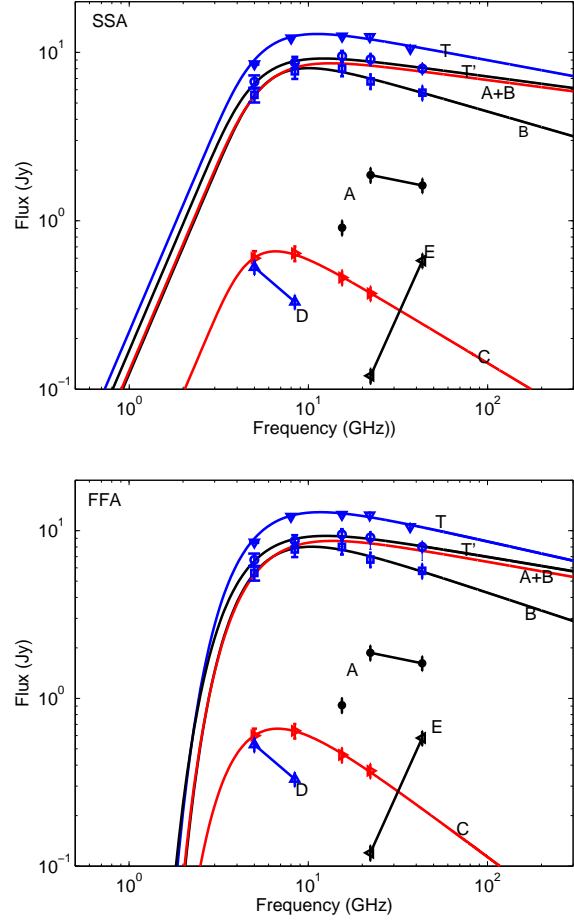 SSA
10^1
T
T'
A+B
B
A
10^0
E
D
C
10^-1
10^0
10^1
10^2
Flux (Jy)
Frequency (GHz))
FFA
10^1
T
T'
A+B
B
A
10^0
E
D
C
10^-1
10^0
10^1
10^2
Flux (Jy)
Frequency (GHz)